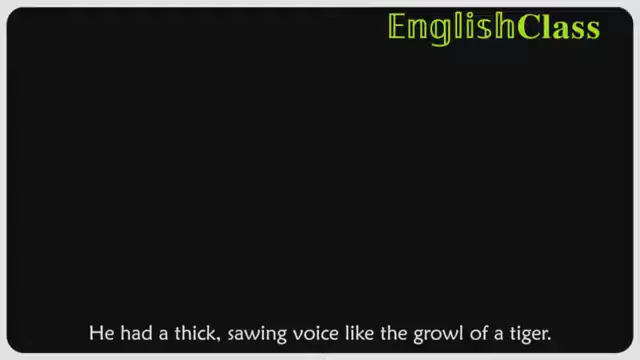 EnglishClass
He had a thick, sawing voice like the growl of a tiger.